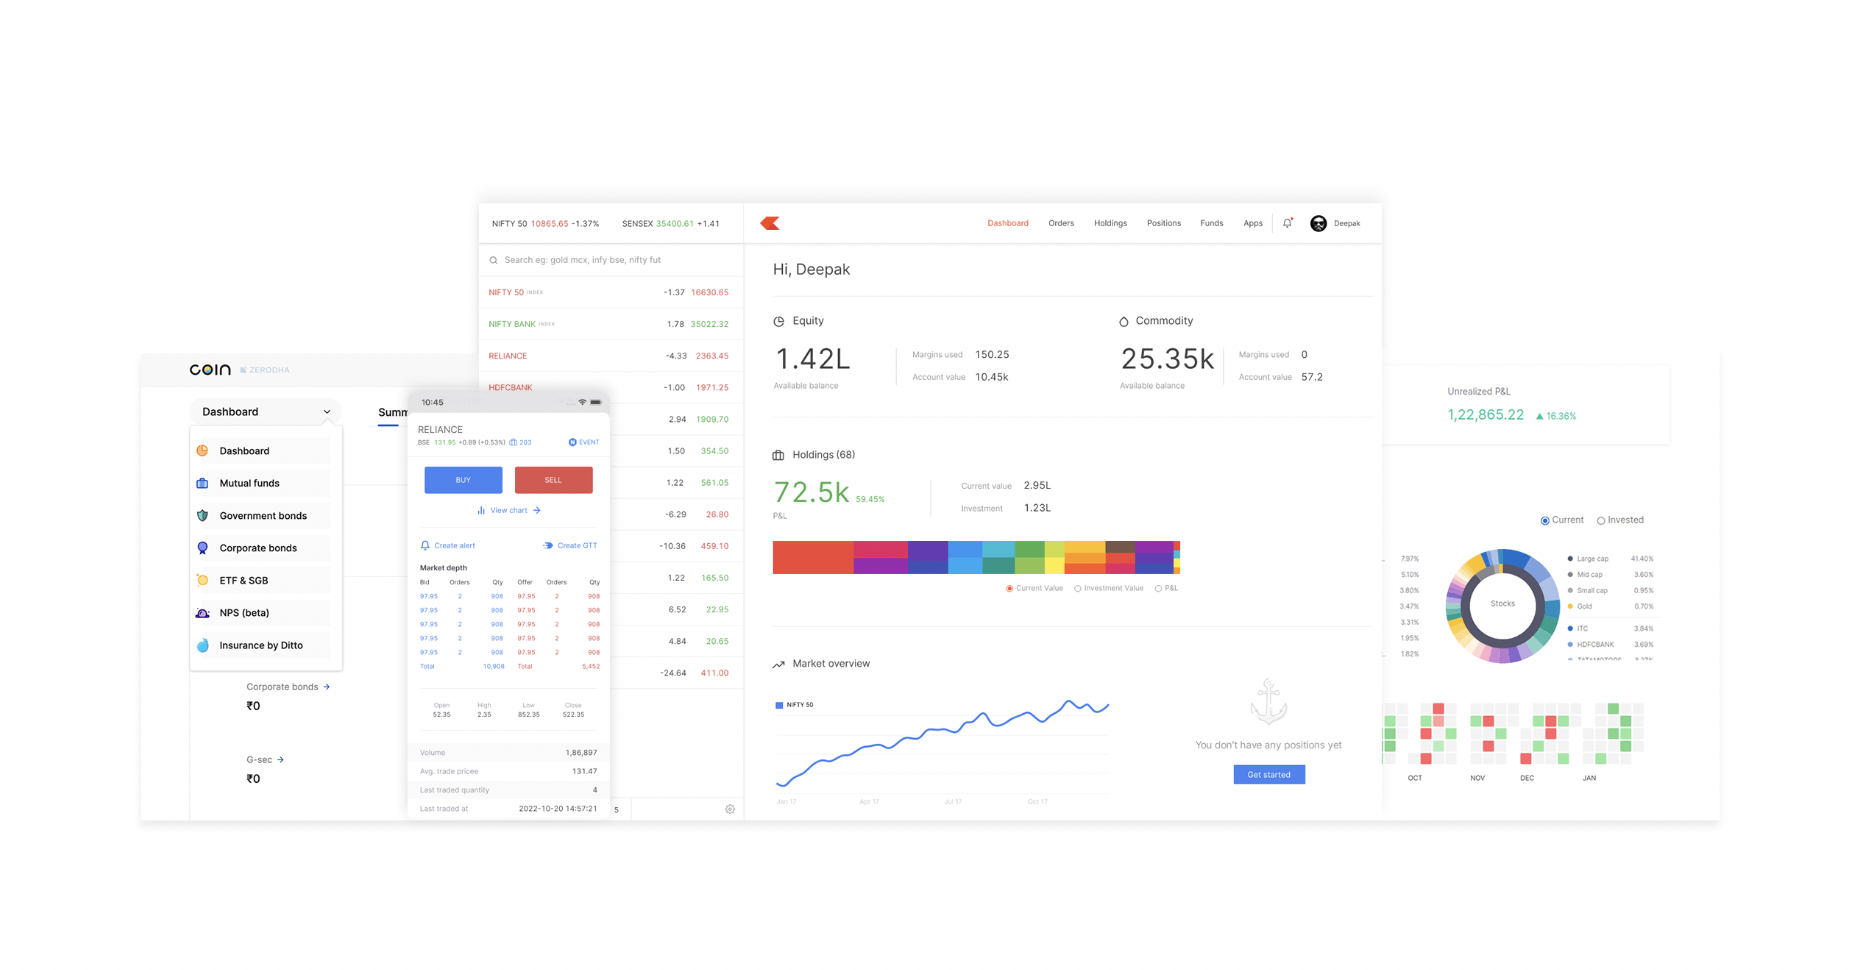 NIFTY 50 10865.65 -1.37% SENSEX 35400.61 +1.41
Dashboard Orders Holdings Positions Funds Apps Deepak
Search eg: gold mcx, infy bse, nifty fut
NIFTY 50 INDEX -1.37 16630.65
NIFTY BANK INDEX 1.78 35022.32
RELIANCE -4.33 2363.45
HDFCBANK -1.00 1971.25
2.94 1909.70
1.50 354.50
1.22 561.05
-6.29 26.80
-10.36 459.10
1.22 165.50
6.52 22.95
4.84 20.65
-24.64 411.00
5
Hi, Deepak
Equity
1.42L
Available balance
Margins used 150.25
Account value 10.45k
Commodity
25.35k
Available balance
Margins used 0
Account value 57.2
Holdings (68)
72.5k 59.45%
P&L
Current value 2.95L
Investment 1.23L
Current Value Investment Value P&L
Market overview
NIFTY 50
Jan 17 Apr 17 Jul 17 Oct 17
You don't have any positions yet
Get started
COIN ZERODHA
Dashboard
Summ
Dashboard
Mutual funds
Government bonds
Corporate bonds
ETF & SGB
NPS (beta)
Insurance by Ditto
Corporate bonds
₹0
G-sec
₹0
10:45
RELIANCE
BSE 131.95 +0.89 (+0.53%) 203 EVENT
BUY SELL
View chart
Create alert Create GTT
Market depth
Bid Orders Qty Offer Orders Qty
97.95 2 908 97.95 2 908
97.95 2 908 97.95 2 908
97.95 2 908 97.95 2 908
97.95 2 908 97.95 2 908
97.95 2 908 97.95 2 908
Total 10,908 Total 5,452
Open High Low Close
52.35 2.35 852.35 522.35
Volume 1,86,897
Avg. trade pricee 131.47
Last traded quantity 4
Last traded at 2022-10-20 14:57:21
Unrealized P&L
1,22,865.22 16.36%
Current Invested
7.97%
5.10%
3.80%
3.47%
3.31%
1.95%
1.82%
Stocks
Large cap 41.40%
Mid cap 3.60%
Small cap 0.95%
Gold 0.70%
ITC 3.84%
HDFCBANK 3.69%
OCT NOV DEC JAN